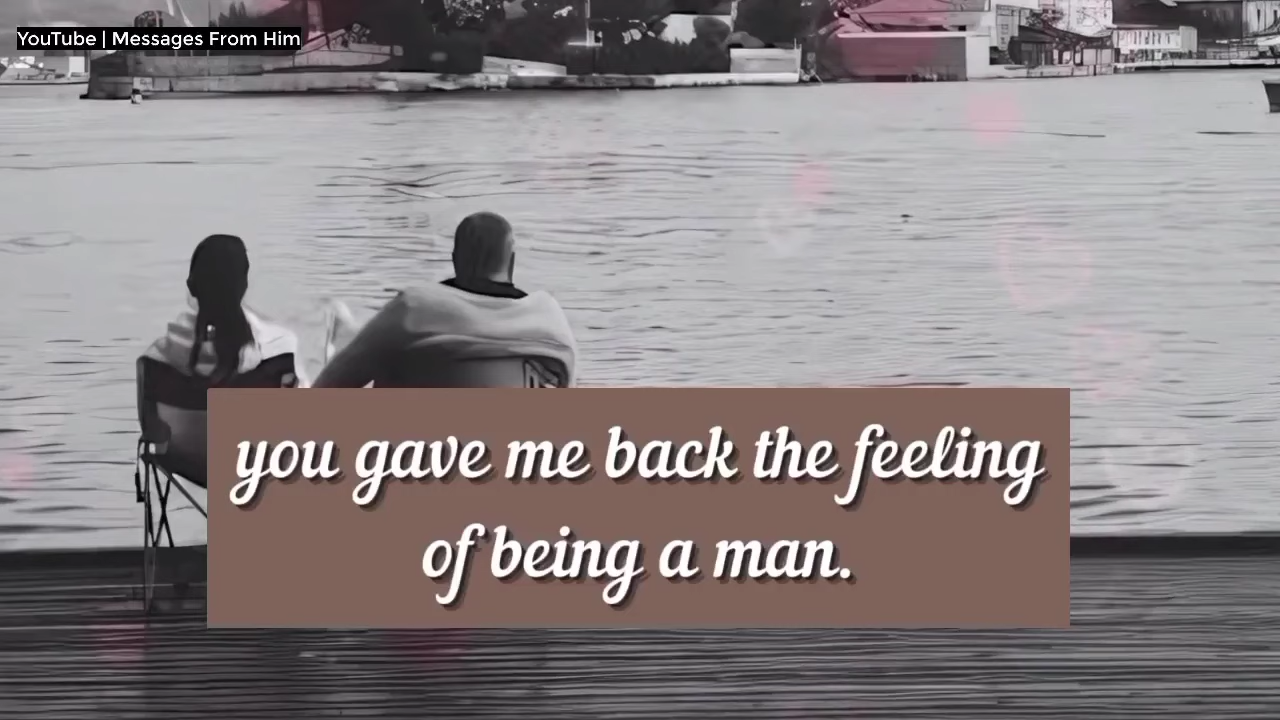 YouTube | Messages From Him
you gave me back the feeling
of being a man.